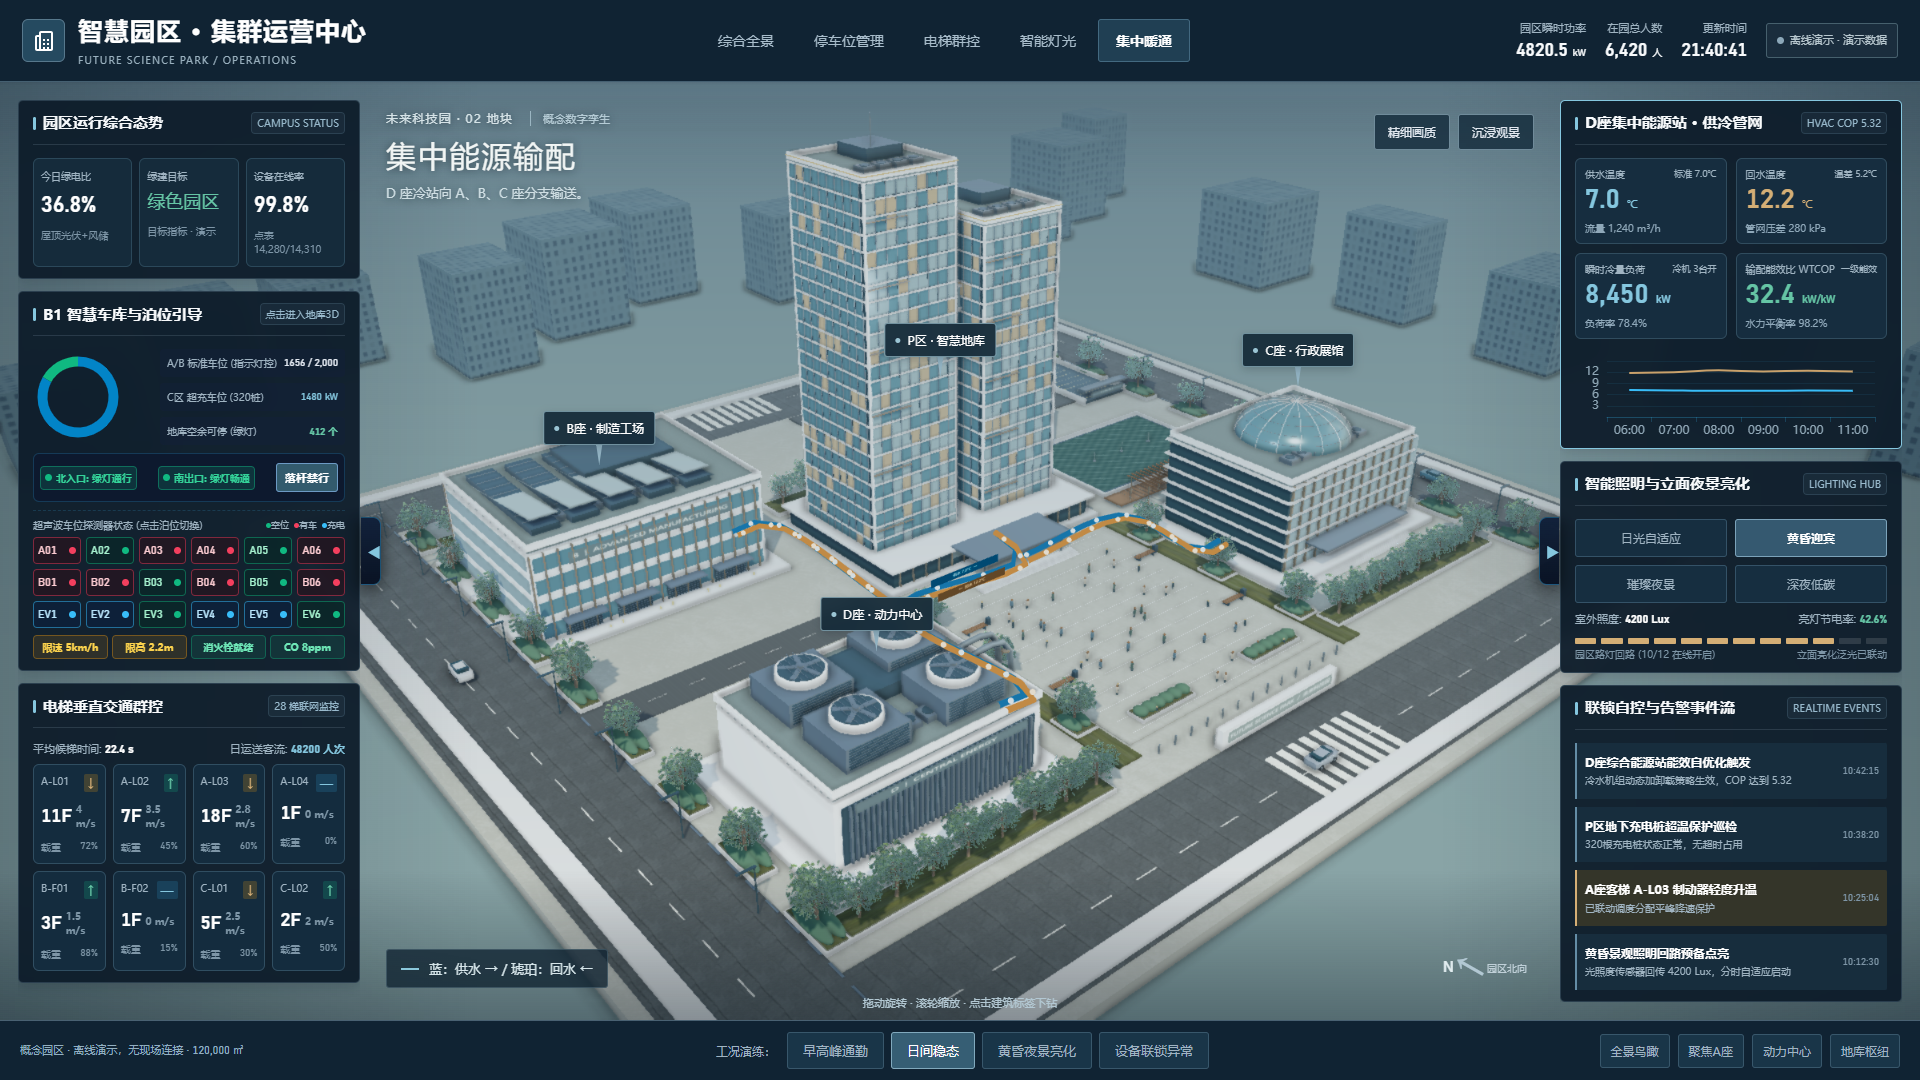 智慧园区 • 集群运营中心
FUTURE SCIENCE PARK / OPERATIONS
综合全景
停车位管理
电梯群控
智能灯光
集中暖通
园区瞬时功率
4820.5 kW
在园总人数
6,420 人
更新时间
21:40:41
离线演示 · 演示数据
园区运行综合态势
CAMPUS STATUS
今日绿电比
36.8%
屋顶光伏+风储
绿建目标
绿色园区
目标指标 · 演示
设备在线率
99.8%
点表
14,280/14,310
B1 智慧车库与泊位引导
点击进入地库3D
A/B 标准车位 (指示灯控) 1656 / 2,000
C区 超充车位 (320桩) 1480 kW
地库空余可停 (绿灯) 412 个
北入口: 绿灯通行
南出口: 绿灯畅通
落杆禁行
超声波车位探测器状态 (点击泊位切换)
空位 有车 充电
A01 A02 A03 A04 A05 A06
B01 B02 B03 B04 B05 B06
EV1 EV2 EV3 EV4 EV5 EV6
限速 5km/h
限高 2.2m
消火栓就绪
CO 8ppm
电梯垂直交通群控
28 梯联网监控
平均候梯时间: 22.4 s
日运送客流: 48200 人次
A-L01 ↓
11F 4 m/s
载重 72%
A-L02 ↑
7F 3.5 m/s
载重 45%
A-L03 ↓
18F 2.8 m/s
载重 60%
A-L04 —
1F 0 m/s
载重 0%
B-F01 ↑
3F 1.5 m/s
载重 88%
B-F02 —
1F 0 m/s
载重 15%
C-L01 ↓
5F 2.5 m/s
载重 30%
C-L02 ↑
2F 2 m/s
载重 50%
未来科技园 · 02 地块
概念数字孪生
集中能源输配
D 座冷站向 A、B、C 座分支输送。
精细画质
沉浸观景
P区 · 智慧地库
C座 · 行政展馆
B座 · 制造工场
D座 · 动力中心
ADVANCED MANUFACTURING
蓝：供水 → / 琥珀：回水 ←
拖动旋转 · 滚轮缩放 · 点击建筑标签下钻
N
园区北向
D座集中能源站 • 供冷管网
HVAC COP 5.32
供水温度 标准 7.0℃
7.0 ℃
流量 1,240 m³/h
回水温度 温差 5.2℃
12.2 ℃
管网压差 280 kPa
瞬时冷量负荷 冷机 3台开
8,450 kW
负荷率 78.4%
输配能效比 WTCOP 一级能效
32.4 kW/kW
水力平衡率 98.2%
12
9
6
3
06:00 07:00 08:00 09:00 10:00 11:00
智能照明与立面夜景亮化
LIGHTING HUB
日光自适应
黄昏迎宾
璀璨夜景
深夜低碳
室外照度: 4200 Lux
亮灯节电率: 42.6%
园区路灯回路 (10/12 在线开启)
立面亮化泛光已联动
联锁自控与告警事件流
REALTIME EVENTS
D座综合能源站能效自优化触发
冷水机组动态加卸载策略生效，COP 达到 5.32
10:42:15
P区地下充电桩超温保护巡检
320根充电桩状态正常，无超时占用
10:38:20
A座客梯 A-L03 制动器轻度升温
已联动调度分配平峰降速保护
10:25:04
黄昏景观照明回路预备点亮
光照度传感器回传 4200 Lux，分时自适应启动
10:12:30
概念园区 · 离线演示，无现场连接 · 120,000 ㎡
工况演练：
早高峰通勤
日间稳态
黄昏夜景亮化
设备联锁异常
全景鸟瞰
聚焦A座
动力中心
地库枢纽